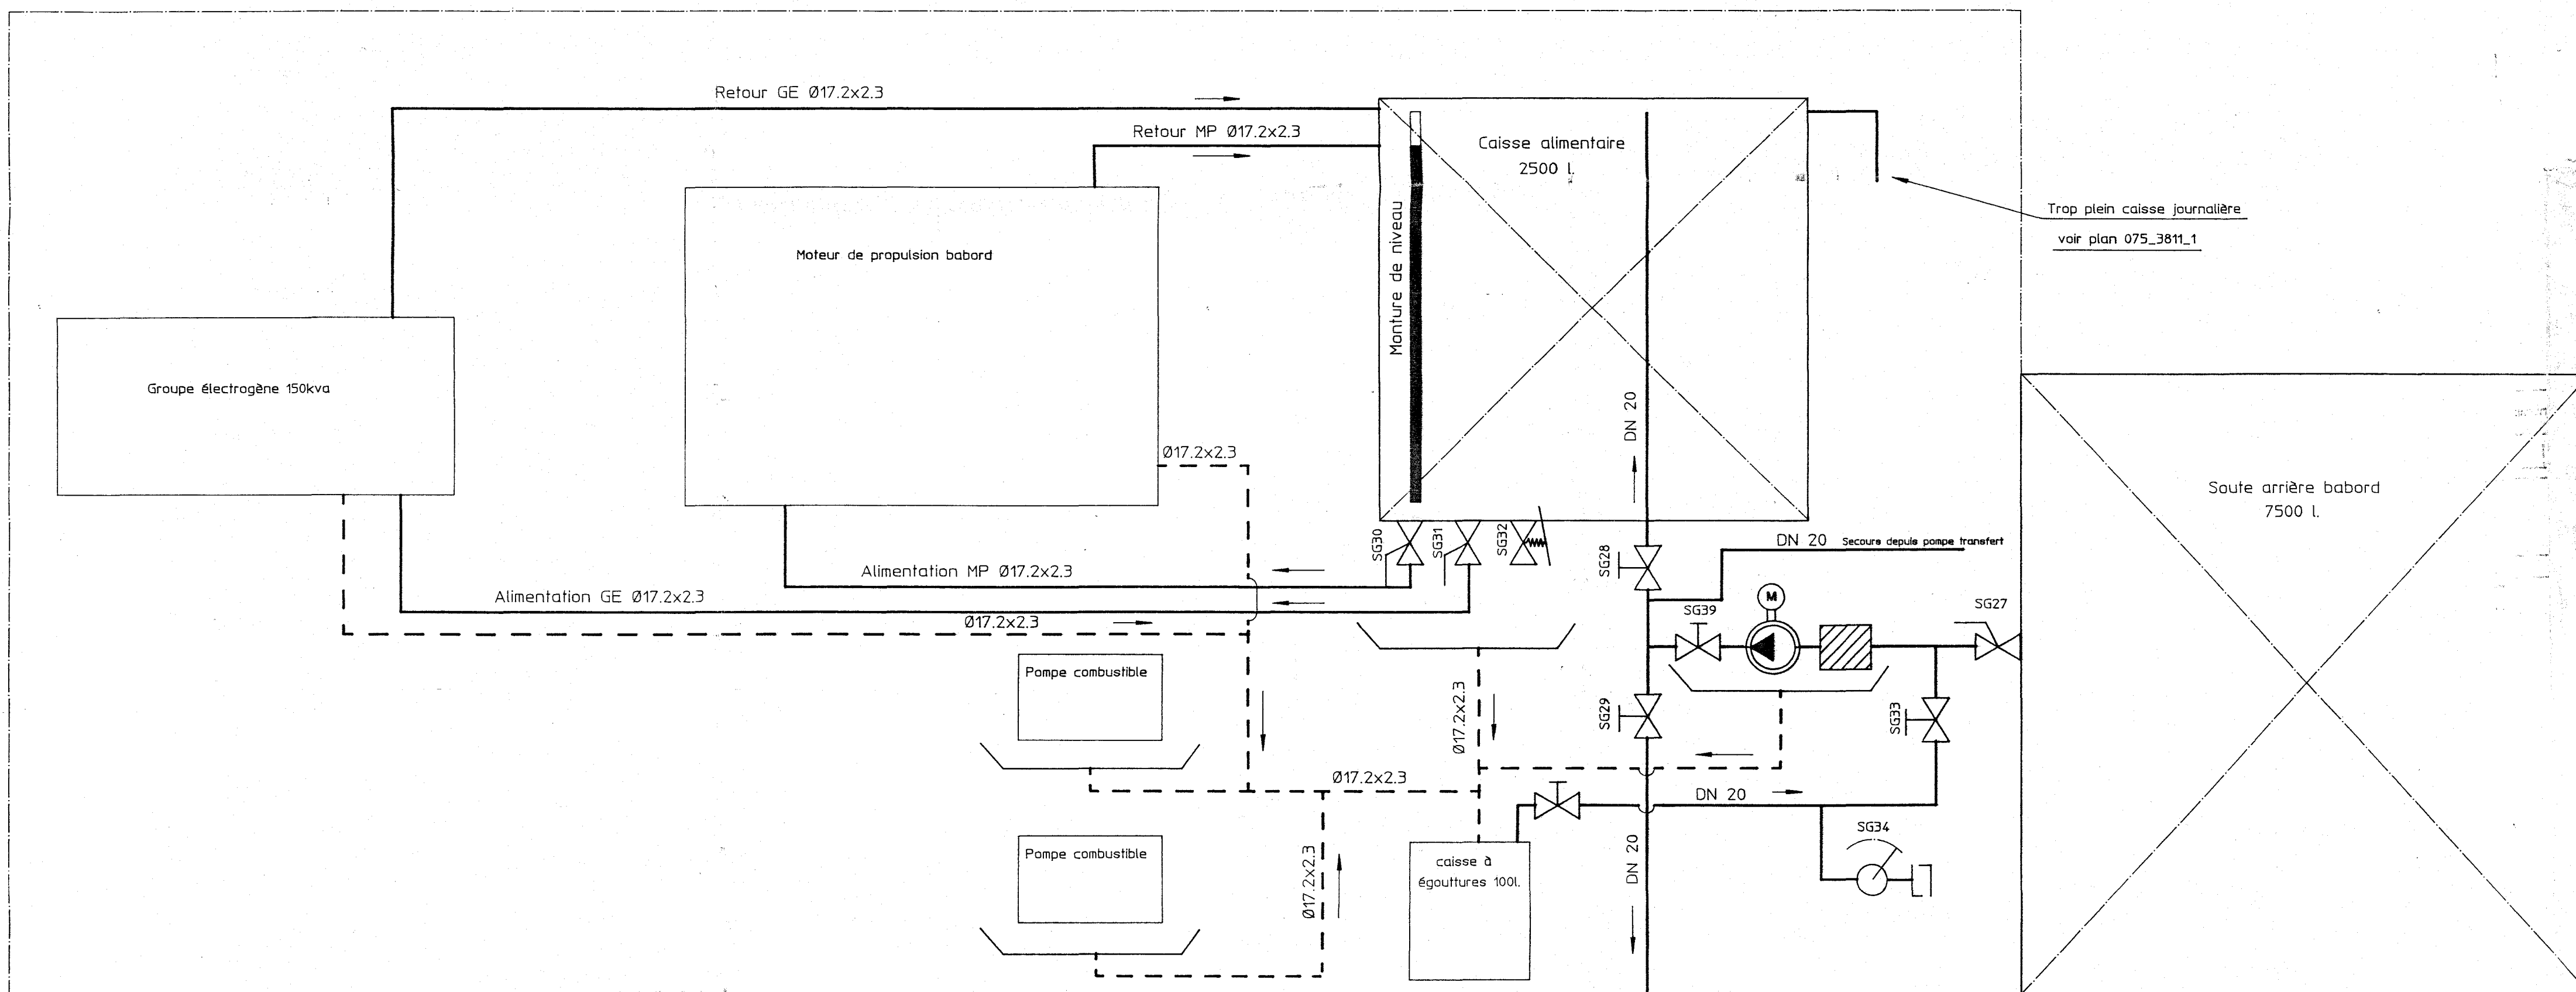 Retour GE Ø17.2x2.3
Retour MP Ø17.2x2.3
Caisse alimentaire
2500 l.
Monture de niveau
Trop plein caisse journalière
voir plan 075_3811_1
Moteur de propulsion babord
Groupe électrogène 150kva
DN 20
Ø17.2x2.3
Soute arrière babord
7500 l.
SG30
SG31
SG32
SG28
DN 20 Secours depuis pompe transfert
Alimentation MP Ø17.2x2.3
Alimentation GE Ø17.2x2.3
Ø17.2x2.3
M
SG39
SG27
Pompe combustible
Ø17.2x2.3
SG29
SG33
Ø17.2x2.3
DN 20
SG34
Pompe combustible
Ø17.2x2.3
caisse à
égouttures 100l.
DN 20